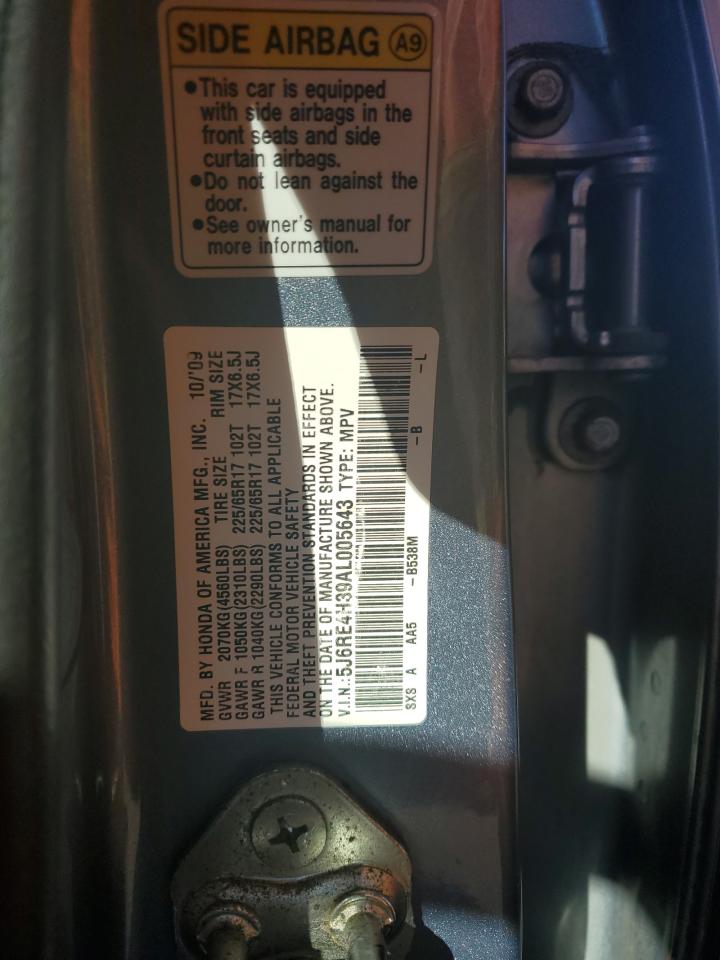 SIDE AIRBAG A9
●This car is equipped
with side airbags in the
front seats and side
curtain airbags.
●Do not lean against the
door.
●See owner's manual for
more information.
MFD. BY HONDA OF AMERICA MFG., INC. 10/'09
GVWR 2070KG(4560LBS) TIRE SIZE RIM SIZE
GAWR F 1050KG(2310LBS) 225/65R17 102T 17X6.5J
GAWR R 1040KG(2290LBS) 225/65R17 102T 17X6.5J
THIS VEHICLE CONFORMS TO ALL APPLICABLE
FEDERAL MOTOR VEHICLE SAFETY
AND THEFT PREVENTION STANDARDS IN EFFECT
ON THE DATE OF MANUFACTURE SHOWN ABOVE.
V.I.N.:5J6RE4H39AL005643 TYPE: MPV
SXS A AA5 -B538M -B -L